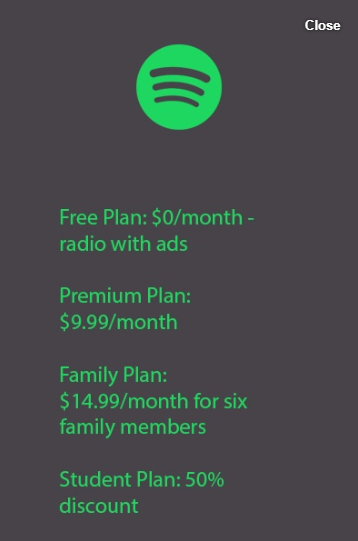 Close
Free Plan: $0/month -
radio with ads
Premium Plan:
$9.99/month
Family Plan:
$14.99/month for six
family members
Student Plan: 50%
discount